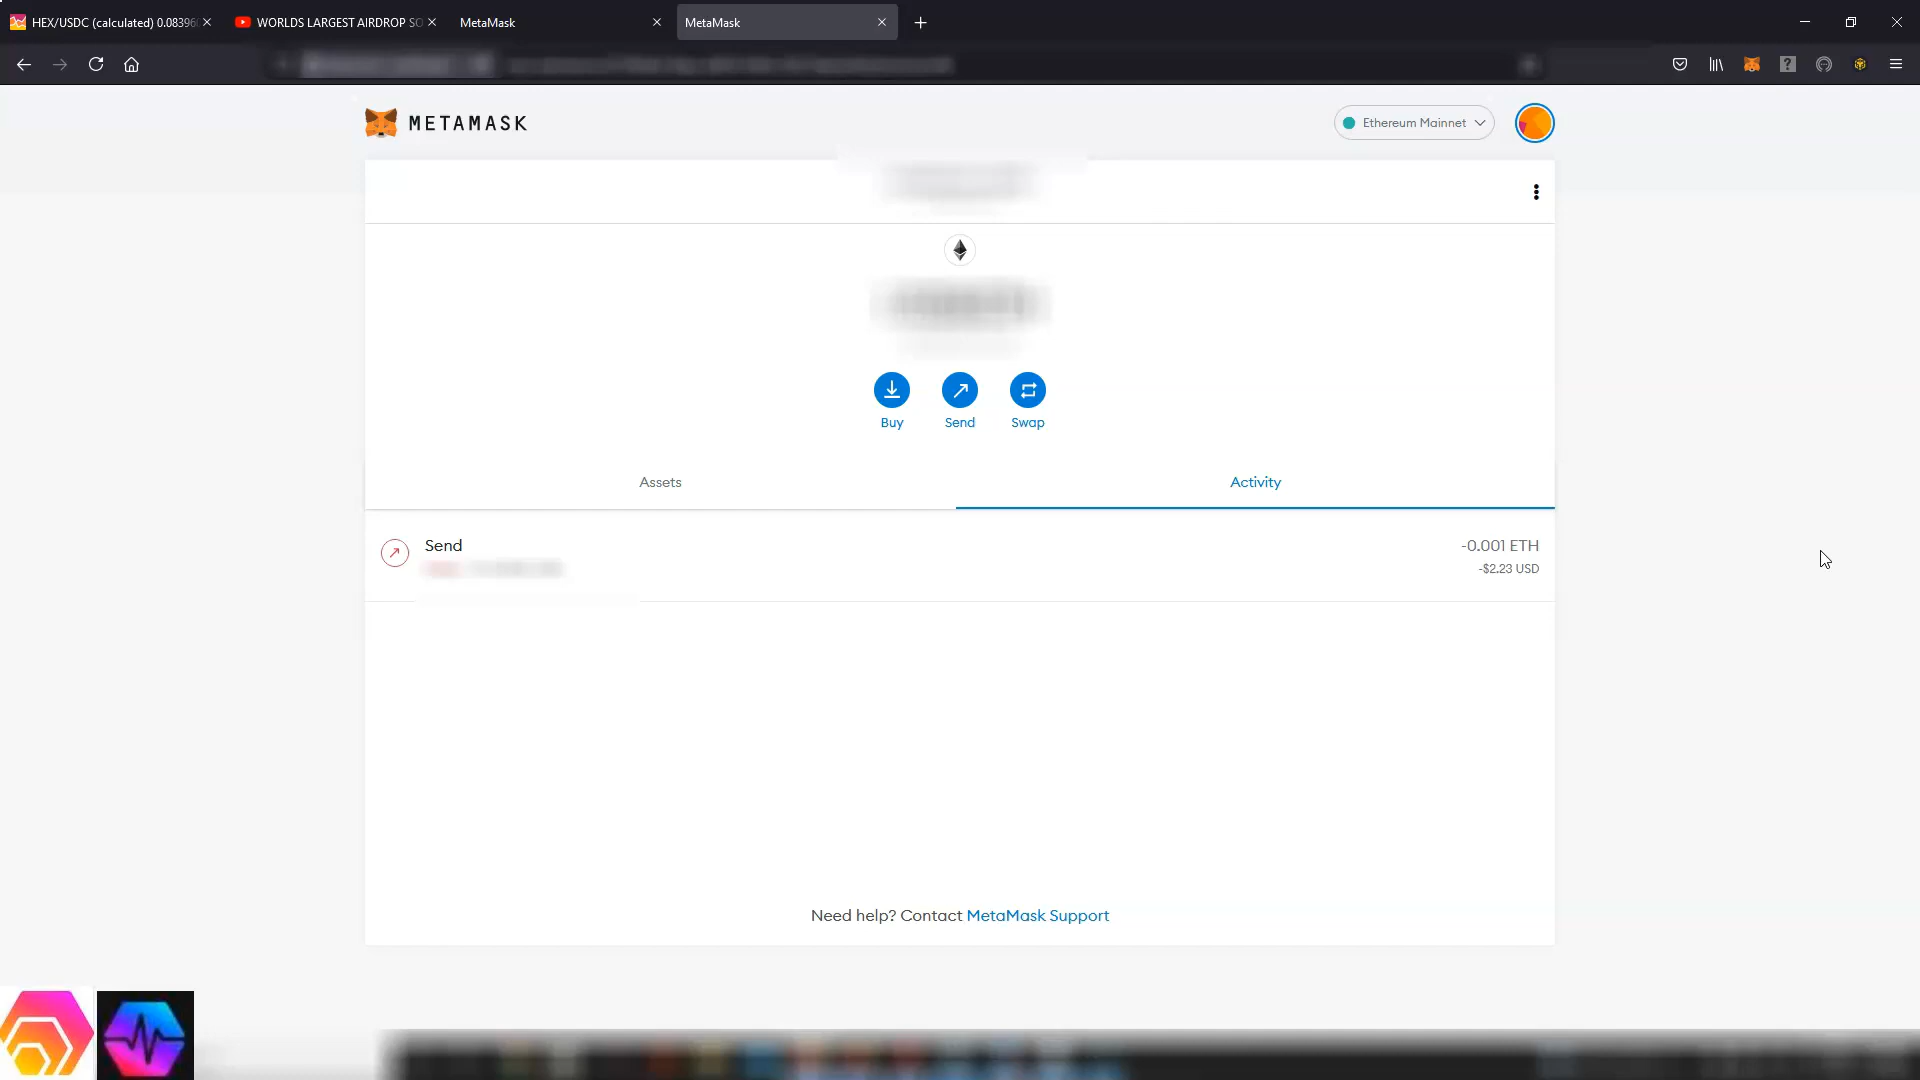 HEX/USDC (calculated) 0.08396
WORLDS LARGEST AIRDROP SO
MetaMask
MetaMask
METAMASK
Ethereum Mainnet
Buy
Send
Swap
Assets
Activity
Send
-0.001 ETH
-$2.23 USD
Need help? Contact MetaMask Support